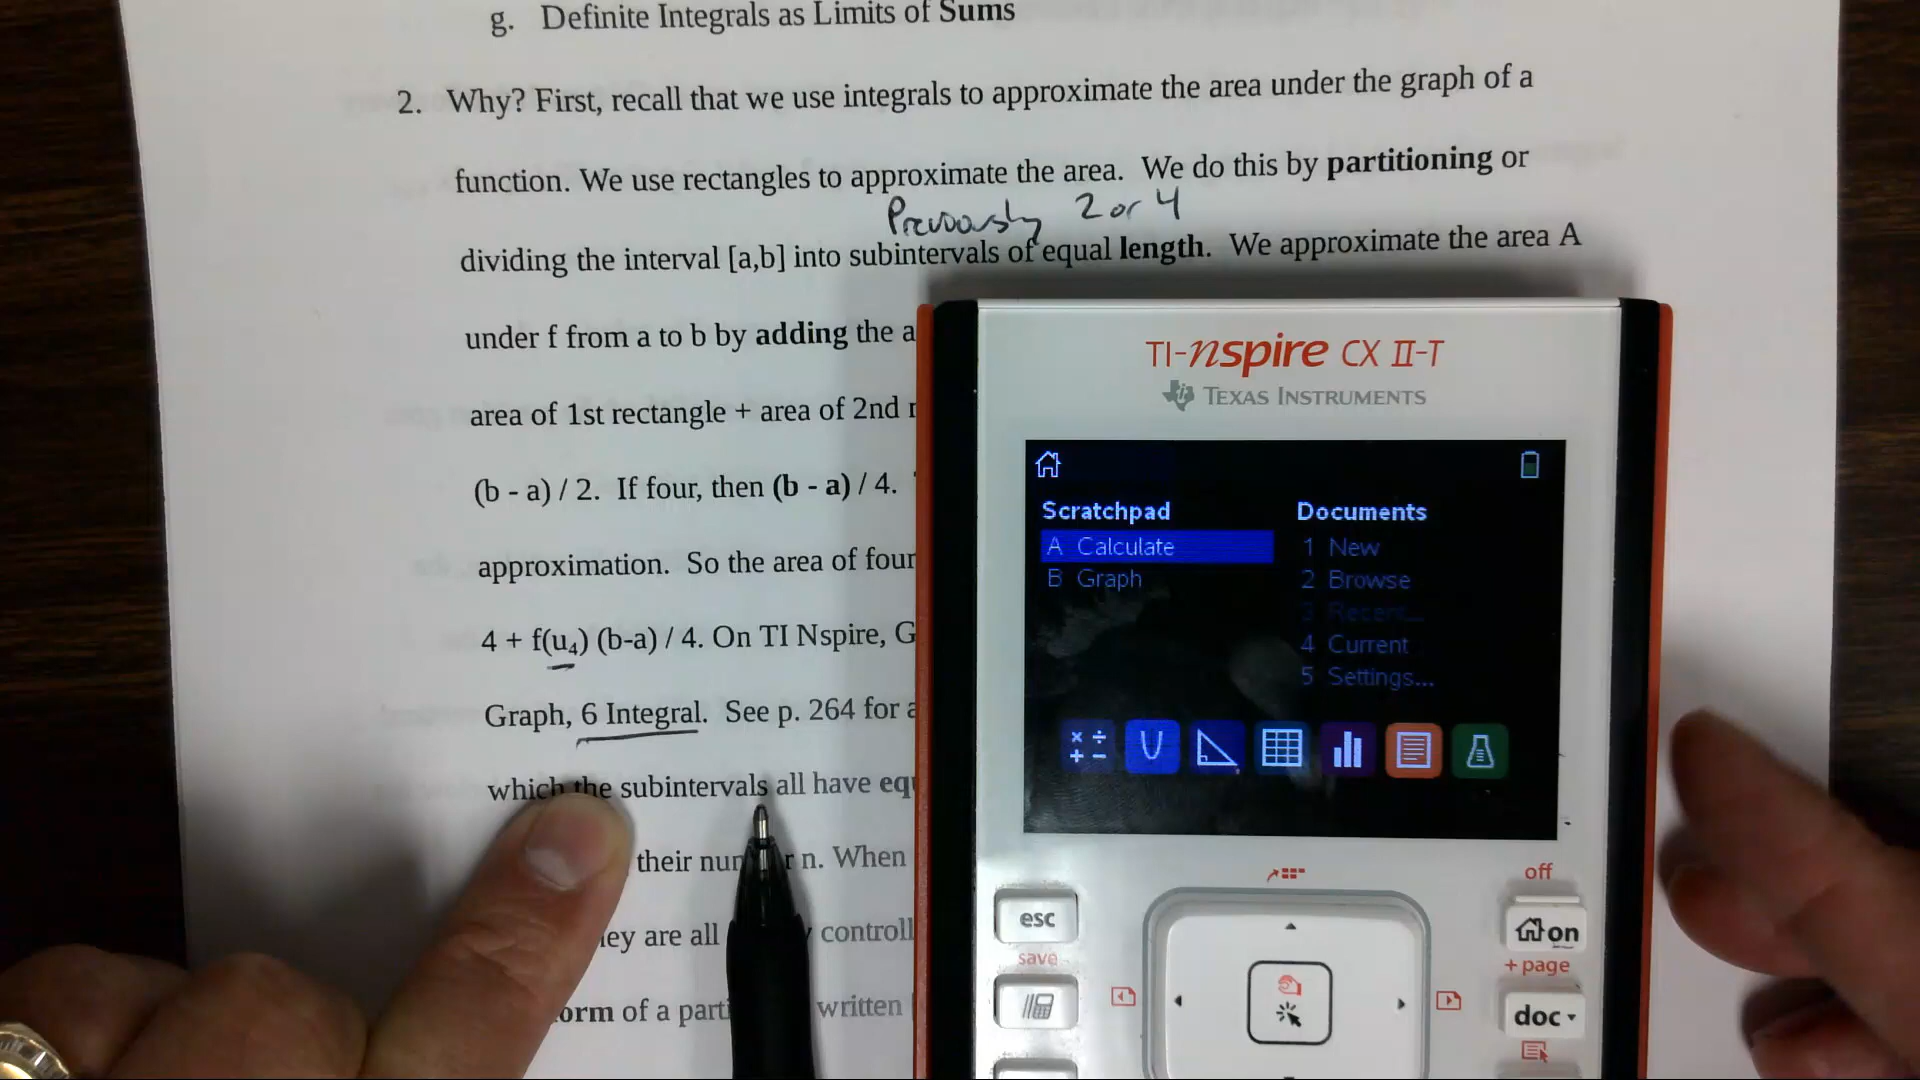 g. Definite Integrals as Limits of Sums
2. Why? First, recall that we use integrals to approximate the area under the graph of a
function. We use rectangles to approximate the area. We do this by partitioning or
Previously 2 or 4
dividing the interval [a,b] into subintervals of equal length. We approximate the area A
under f from a to b by adding the a
area of 1st rectangle + area of 2nd
(b - a) / 2. If four, then (b - a) / 4.
approximation. So the area of four
4 + f(u₄) (b-a) / 4. On TI Nspire, G
Graph, 6 Integral. See p. 264 for a
which the subintervals all have equ
their n. When
they are all controll
orm of a parti written
TI-nspire CX II-T
TEXAS INSTRUMENTS
Scratchpad
A Calculate
B Graph
Documents
1 New
2 Browse
3 Recent...
4 Current
5 Settings...
esc
save
off
on
+ page
doc